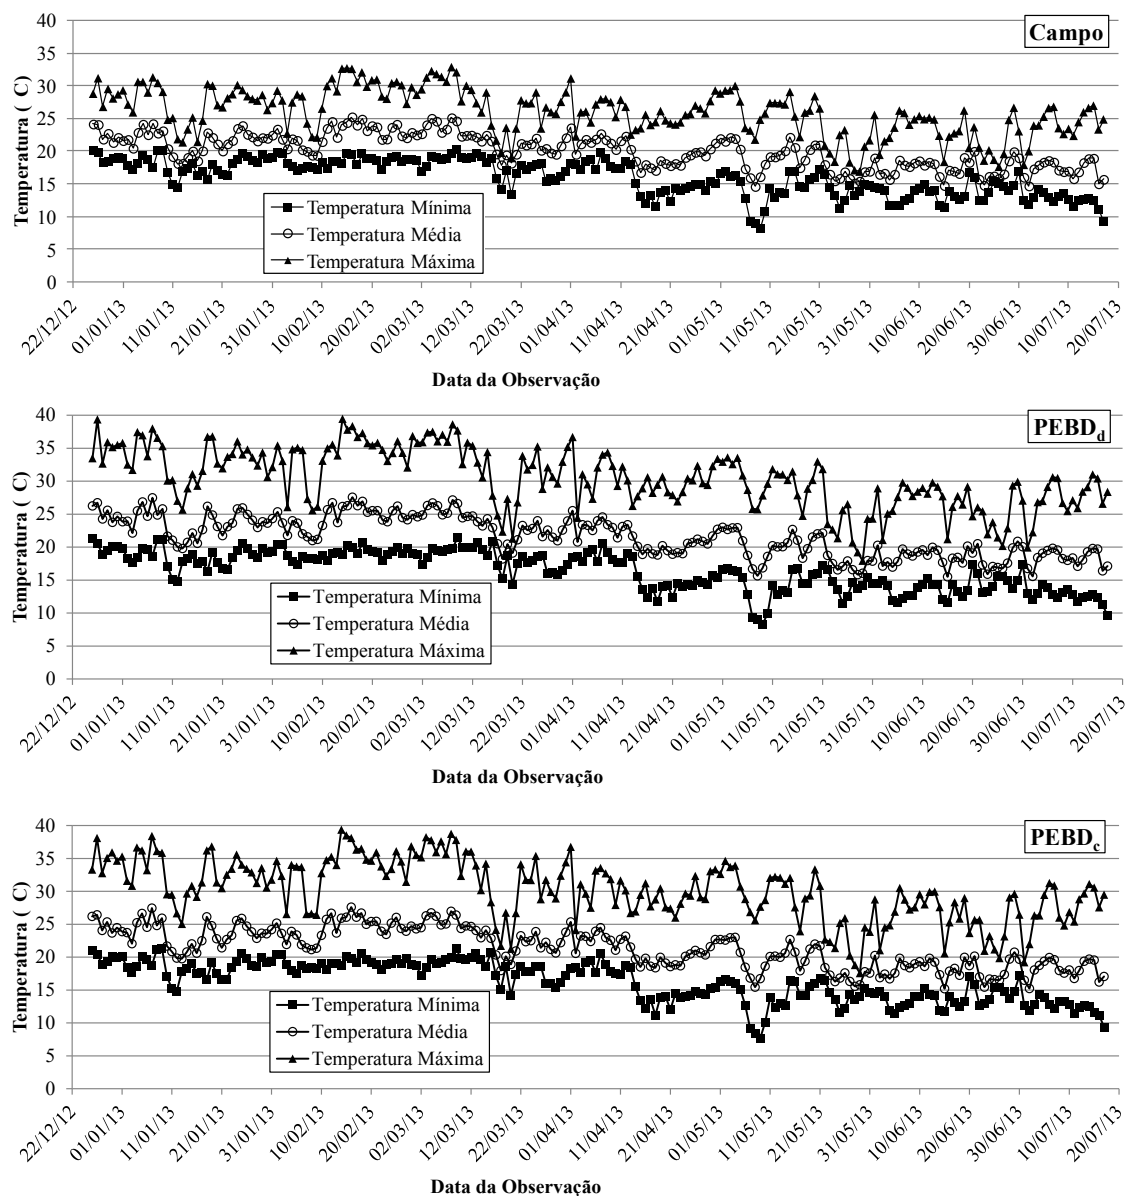 Campo
Temperatura ( C)
40
35
30
25
20
15
10
5
0
Temperatura Mínima
Temperatura Média
Temperatura Máxima
22/12/12 01/01/13 11/01/13 21/01/13 31/01/13 10/02/13 20/02/13 02/03/13 12/03/13 22/03/13 01/04/13 11/04/13 21/04/13 01/05/13 11/05/13 21/05/13 31/05/13 10/06/13 20/06/13 30/06/13 10/07/13 20/07/13
Data da Observação
PEBDd
Temperatura ( C)
40
35
30
25
20
15
10
5
0
Temperatura Mínima
Temperatura Média
Temperatura Máxima
22/12/12 01/01/13 11/01/13 21/01/13 31/01/13 10/02/13 20/02/13 02/03/13 12/03/13 22/03/13 01/04/13 11/04/13 21/04/13 01/05/13 11/05/13 21/05/13 31/05/13 10/06/13 20/06/13 30/06/13 10/07/13 20/07/13
Data da Observação
PEBDc
Temperatura ( C)
40
35
30
25
20
15
10
5
0
Temperatura Mínima
Temperatura Média
Temperatura Máxima
22/12/12 01/01/13 11/01/13 21/01/13 31/01/13 10/02/13 20/02/13 02/03/13 12/03/13 22/03/13 01/04/13 11/04/13 21/04/13 01/05/13 11/05/13 21/05/13 31/05/13 10/06/13 20/06/13 30/06/13 10/07/13 20/07/13
Data da Observação